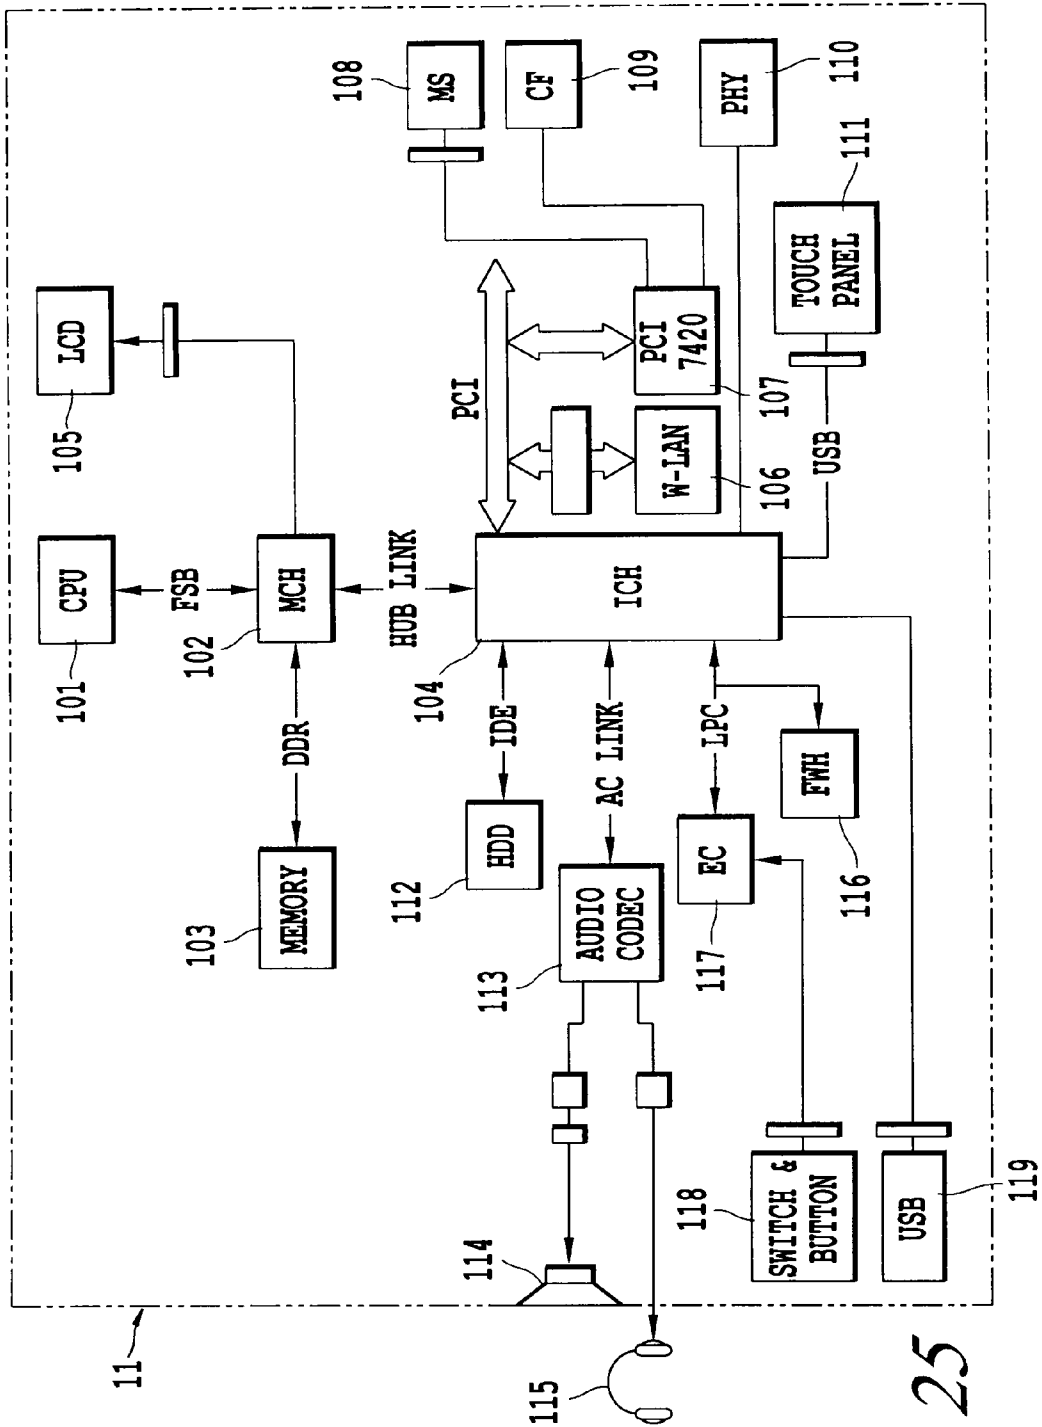 11
101
CPU
FSB
102
MCH
DDR
103
MEMORY
105
LCD
HUB LINK
104
ICH
PCI
108
MS
109
CF
PHY
110
PCI
7420
107
W-LAN
106
TOUCH
PANEL
111
USB
112
HDD
IDE
113
AUDIO
CODEC
AC LINK
LPC
EC
117
FWH
116
114
115
118
SWITCH &
BUTTON
USB
119
25